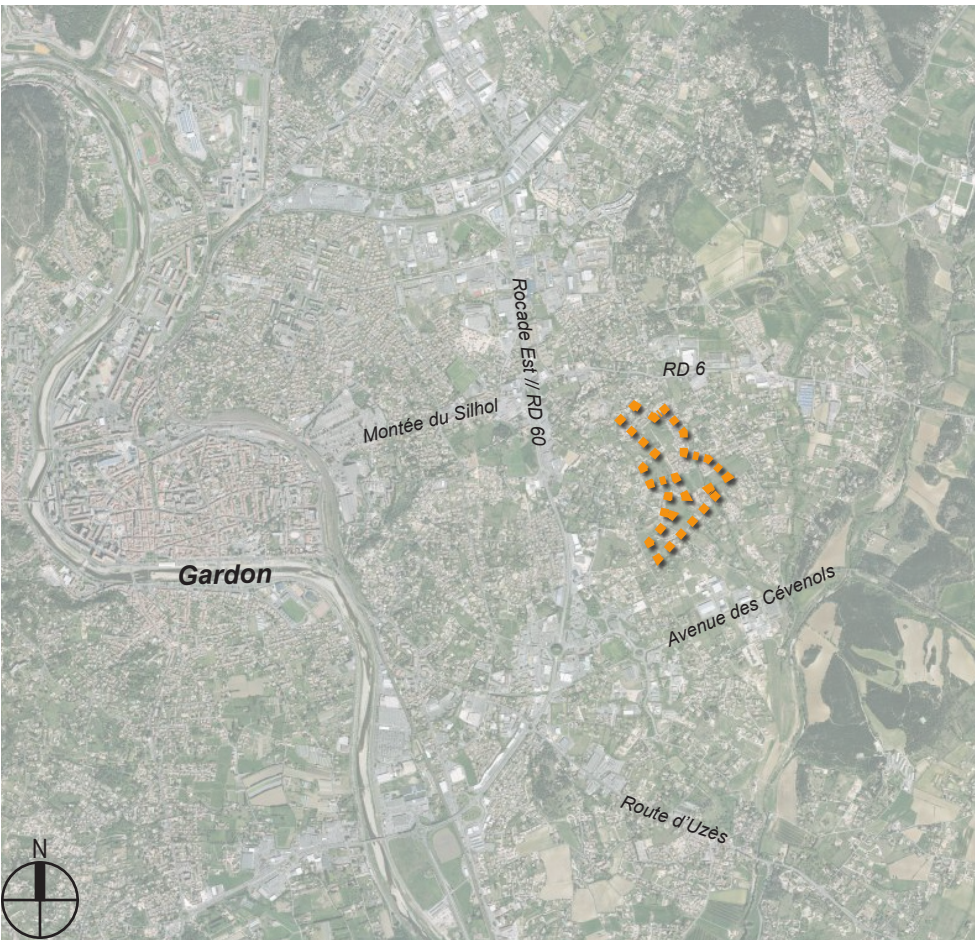 Rocade Est // RD 60
RD 6
Montée du Silhol
Gardon
Avenue des Cévenols
Route d'Uzès
N